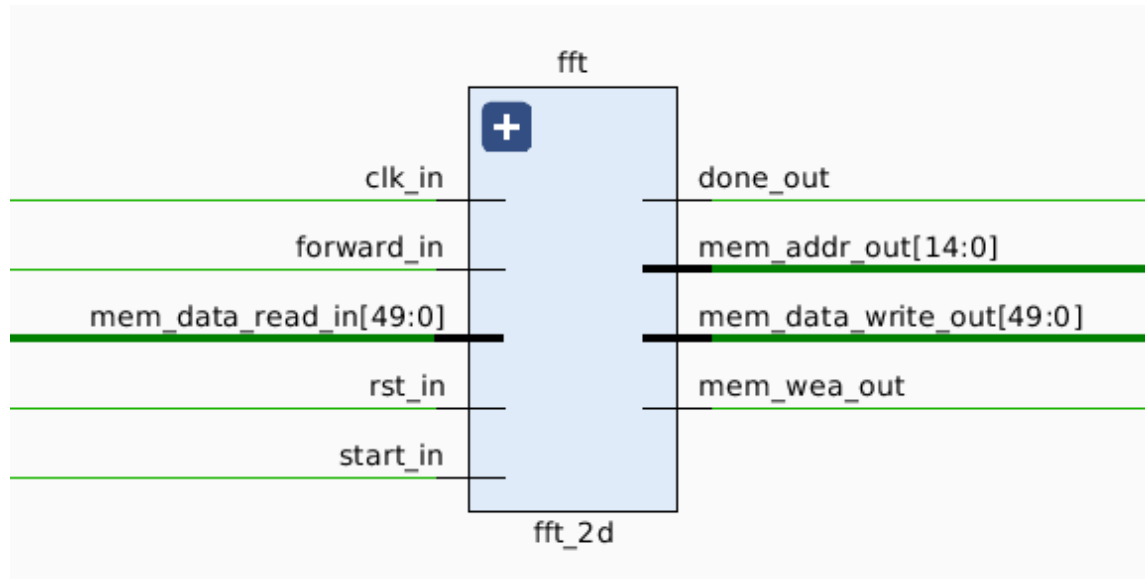 fft
clk_in
done_out
forward_in
mem_addr_out[14:0]
mem_data_read_in[49:0]
mem_data_write_out[49:0]
rst_in
mem_wea_out
start_in
fft_2d